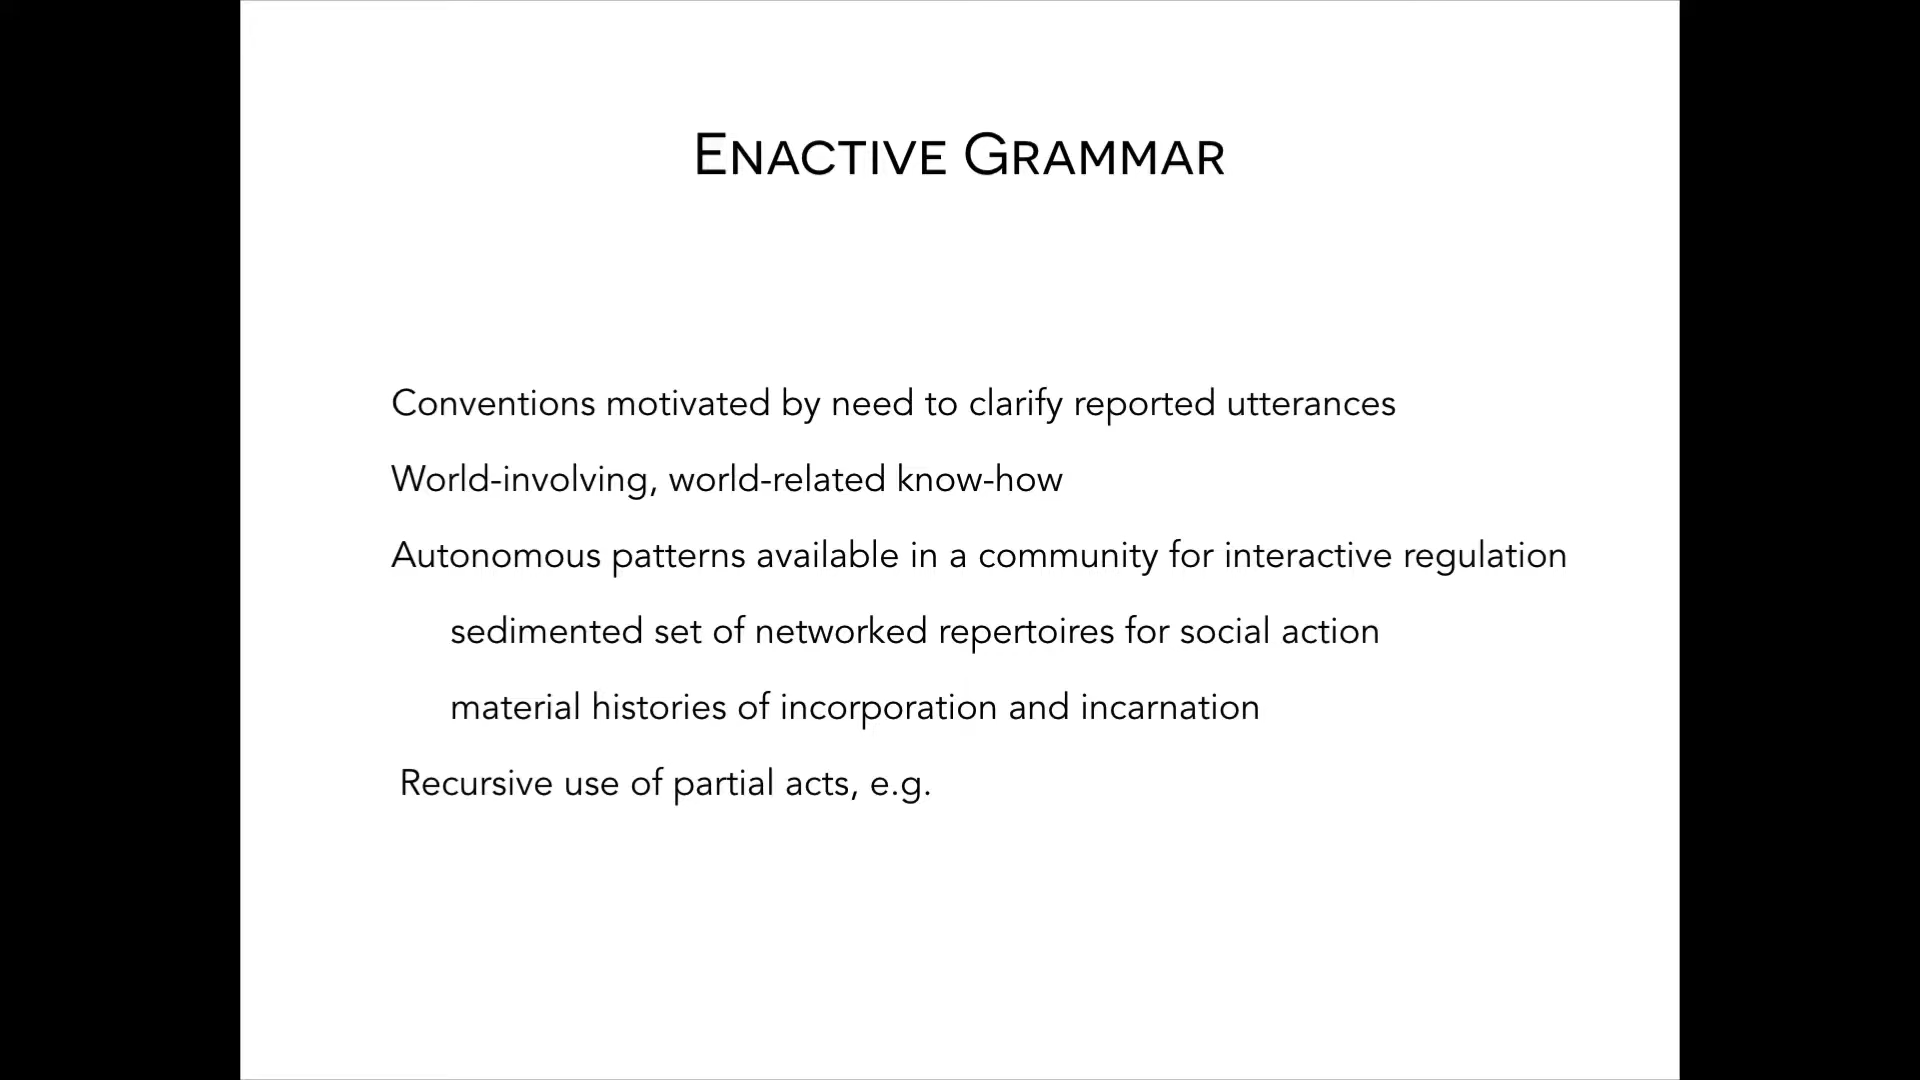 Enactive Grammar
Conventions motivated by need to clarify reported utterances
World-involving, world-related know-how
Autonomous patterns available in a community for interactive regulation
sedimented set of networked repertoires for social action
material histories of incorporation and incarnation
Recursive use of partial acts, e.g.